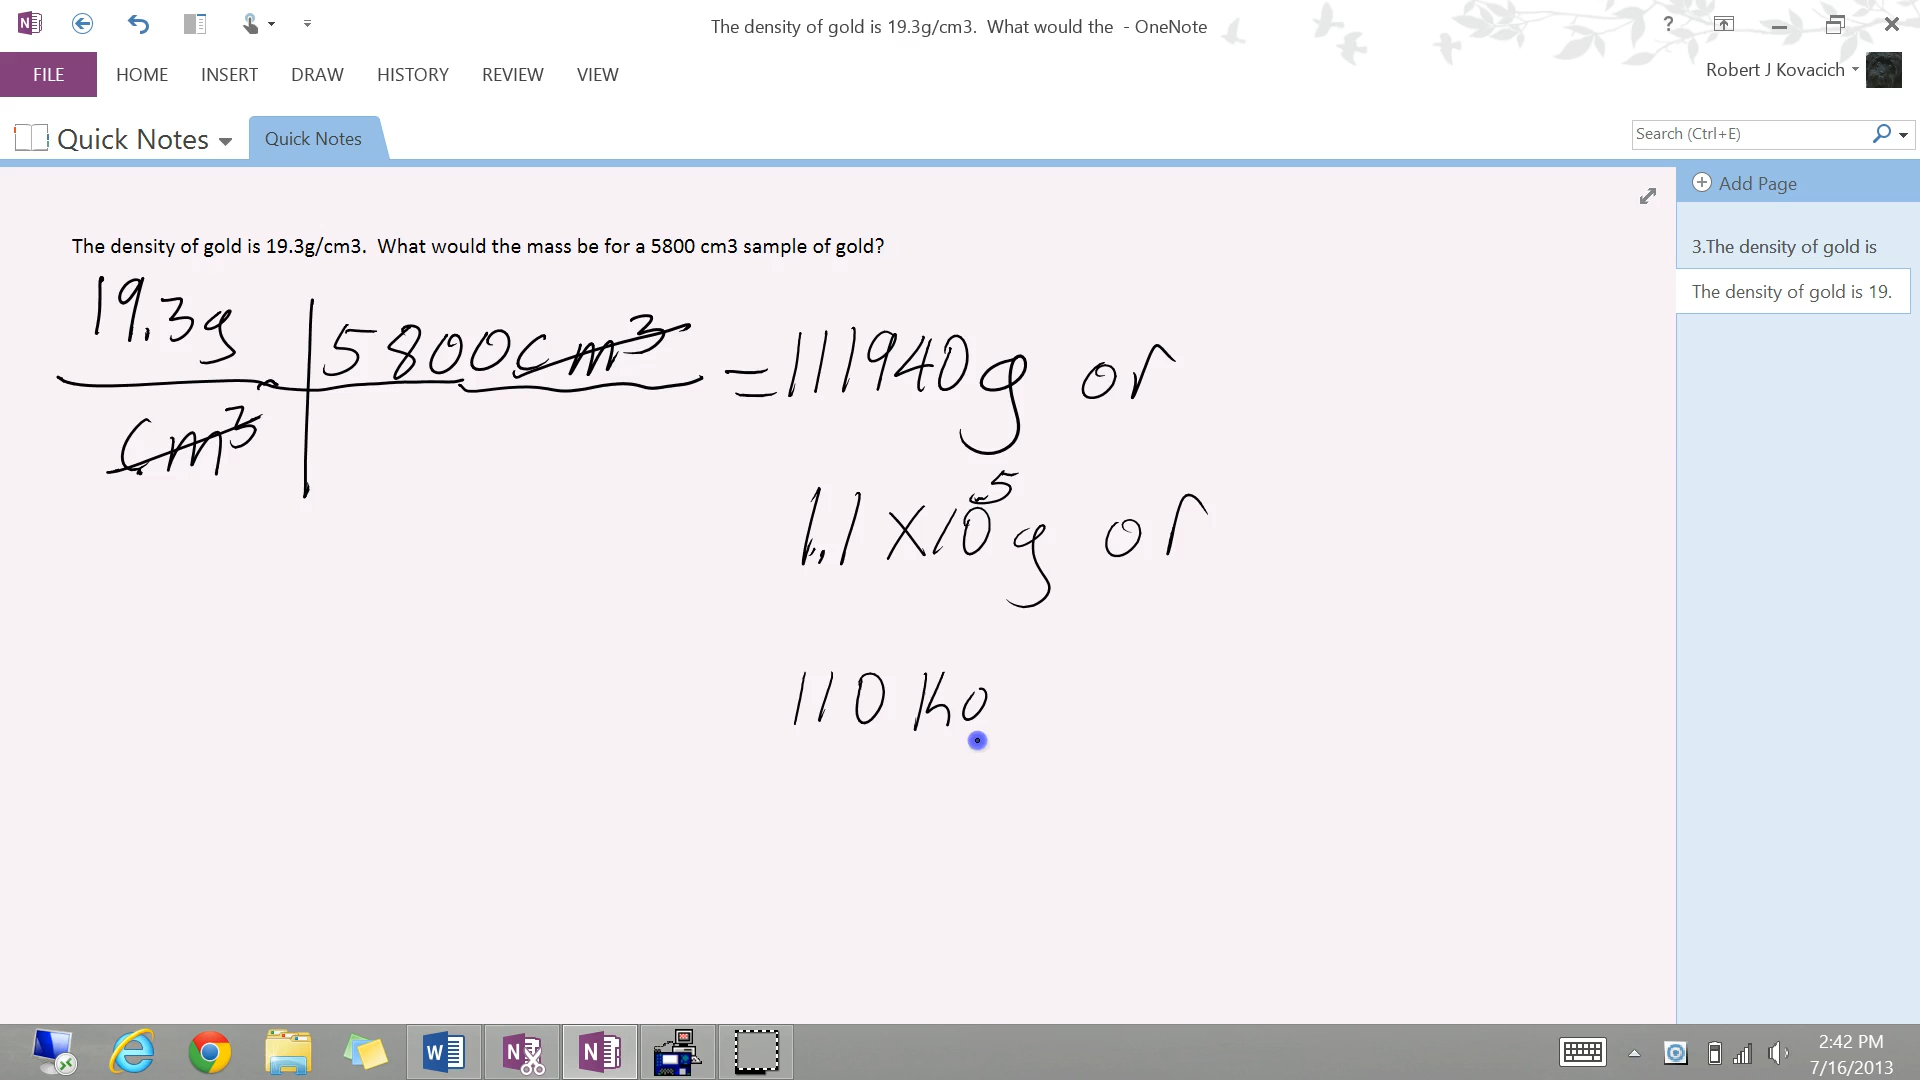 The density of gold is 19.3g/cm3.  What would the  - OneNote
?
FILE HOME INSERT DRAW HISTORY REVIEW VIEW
Robert J Kovacich
Quick Notes
Quick Notes
Search (Ctrl+E)
Add Page
3.The density of gold is
The density of gold is 19.
The density of gold is 19.3g/cm3.  What would the mass be for a 5800 cm3 sample of gold?
19.3g | 5800cm³ = 111940g or
cm³
1.1 X10⁵g or
110 Ko
2:42 PM
7/16/2013